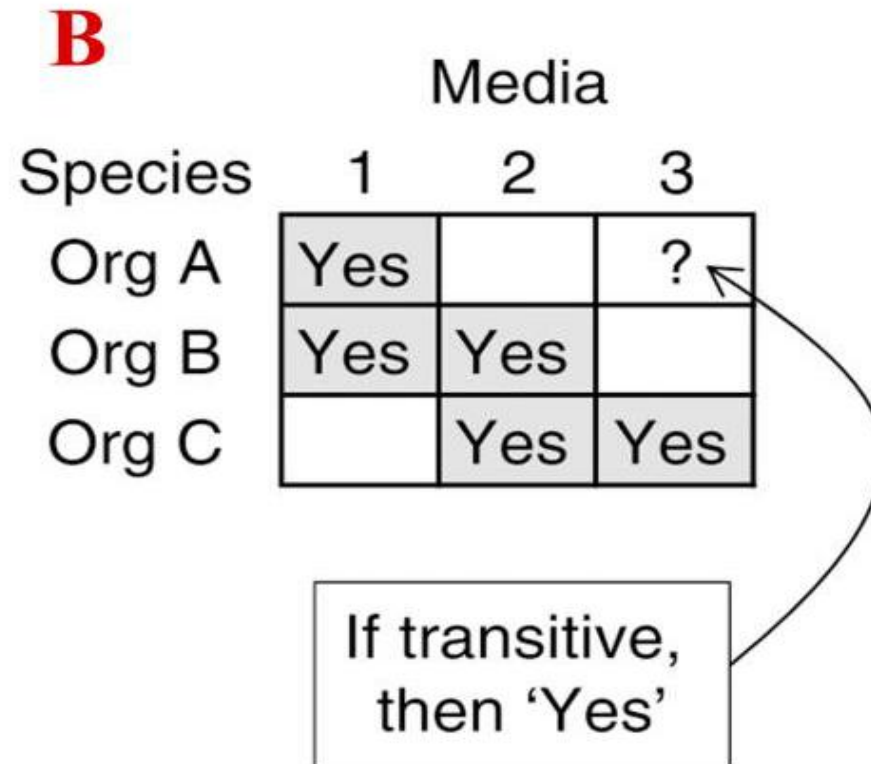 B
Media
Species 1 2 3
Org A Yes ?
Org B Yes Yes
Org C Yes Yes
If transitive,
then ‘Yes’